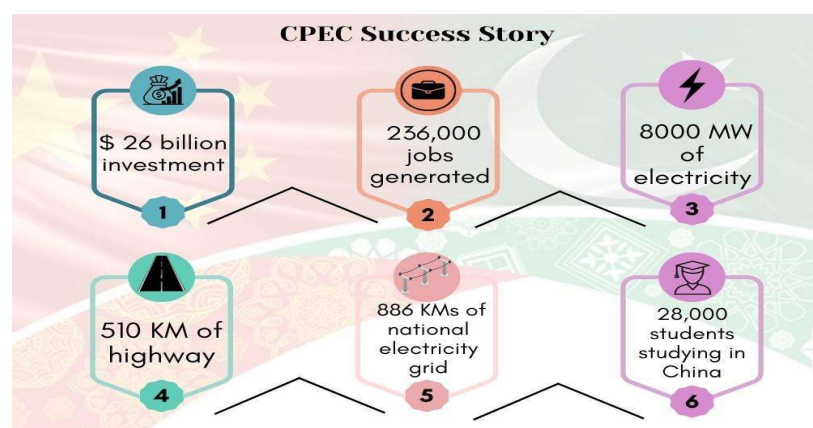 CPEC Success Story
$ 26 billion
investment
1
236,000
jobs
generated
2
8000 MW
of
electricity
3
510 KM of
highway
4
886 KMs of
national
electricity
grid
5
28,000
students
studying in
China
6